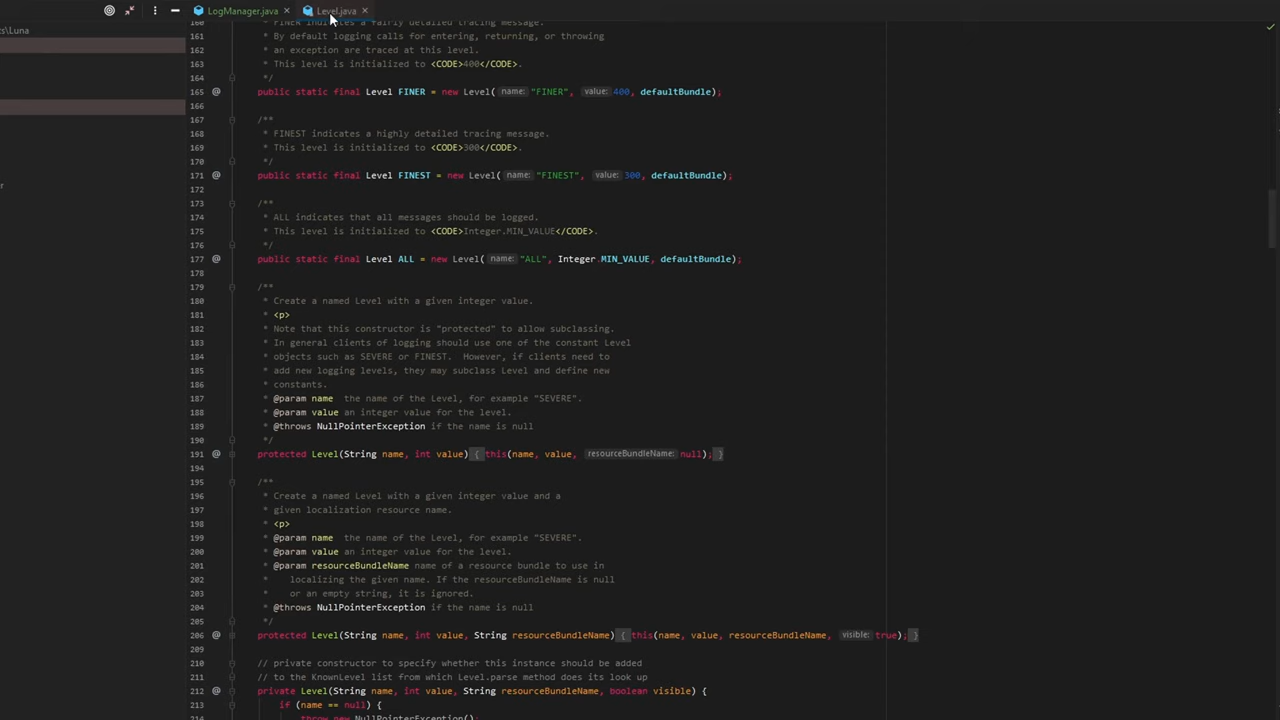 LogManager.java Level.java
ts/Luna
160 * FINER indicates a fairly detailed tracing message.
161 * By default logging calls for entering, returning, or throwing
162 * an exception are traced at this level.
163 * This level is initialized to <CODE>400</CODE>.
164 */
165 @ public static final Level FINER = new Level( name: "FINER", value: 400, defaultBundle);
166
167 /**
168 * FINEST indicates a highly detailed tracing message.
169 * This level is initialized to <CODE>300</CODE>.
170 */
171 @ public static final Level FINEST = new Level( name: "FINEST", value: 300, defaultBundle);
172
173 /**
174 * ALL indicates that all messages should be logged.
175 * This level is initialized to <CODE>Integer.MIN_VALUE</CODE>.
176 */
177 @ public static final Level ALL = new Level( name: "ALL", Integer.MIN_VALUE, defaultBundle);
178
179 /**
180 * Create a named Level with a given integer value.
181 * <p>
182 * Note that this constructor is "protected" to allow subclassing.
183 * In general clients of logging should use one of the constant Level
184 * objects such as SEVERE or FINEST.  However, if clients need to
185 * add new logging levels, they may subclass Level and define new
186 * constants.
187 * @param name  the name of the Level, for example "SEVERE".
188 * @param value an integer value for the level.
189 * @throws NullPointerException if the name is null
190 */
191 @ protected Level(String name, int value) { this(name, value, resourceBundleName: null); }
194
195 /**
196 * Create a named Level with a given integer value and a
197 * given localization resource name.
198 * <p>
199 * @param name  the name of the Level, for example "SEVERE".
200 * @param value an integer value for the level.
201 * @param resourceBundleName name of a resource bundle to use in
202 *    localizing the given name. If the resourceBundleName is null
203 *    or an empty string, it is ignored.
204 * @throws NullPointerException if the name is null
205 */
206 @ protected Level(String name, int value, String resourceBundleName) { this(name, value, resourceBundleName, visible: true); }
209
210 // private constructor to specify whether this instance should be added
211 // to the KnownLevel list from which Level.parse method does its look up
212 @ private Level(String name, int value, String resourceBundleName, boolean visible) {
213 if (name == null) {
214 throw new NullPointerException();